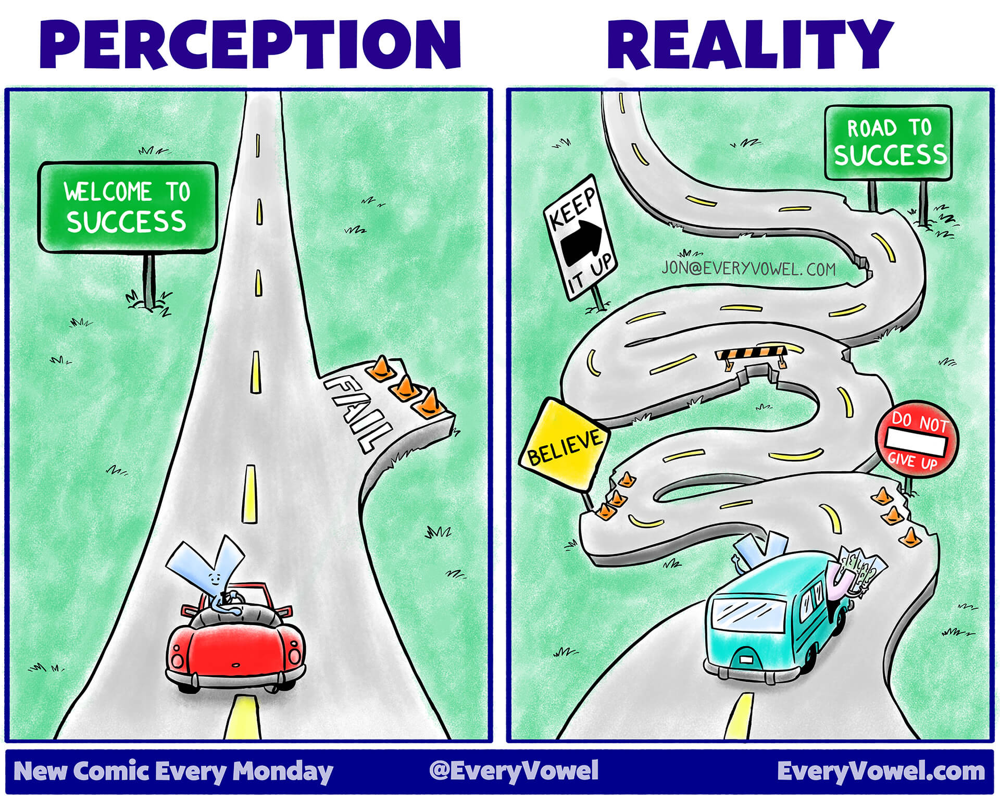 PERCEPTION
REALITY
WELCOME TO
SUCCESS
FAIL
ROAD TO
SUCCESS
KEEP
IT UP
JON@EVERYVOWEL.COM
BELIEVE
DO NOT
GIVE UP
New Comic Every Monday
@EveryVowel
EveryVowel.com